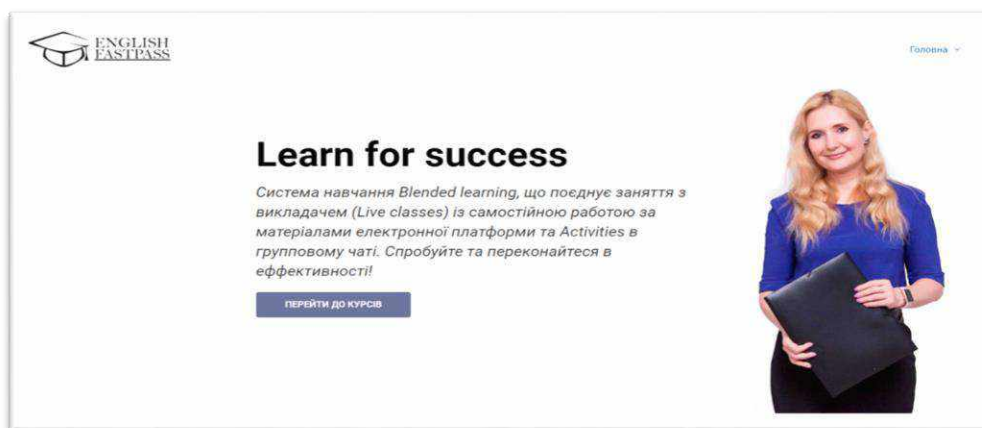 ENGLISH
FASTPASS
Головна
Learn for success
Система навчання Blended learning, що поєднує заняття з
викладачем (Live classes) із самостійною работою за
матеріалами електронної платформи та Activities в
групповому чаті. Спробуйте та переконайтеся в
еффективності!
ПЕРЕЙТИ ДО КУРСІВ